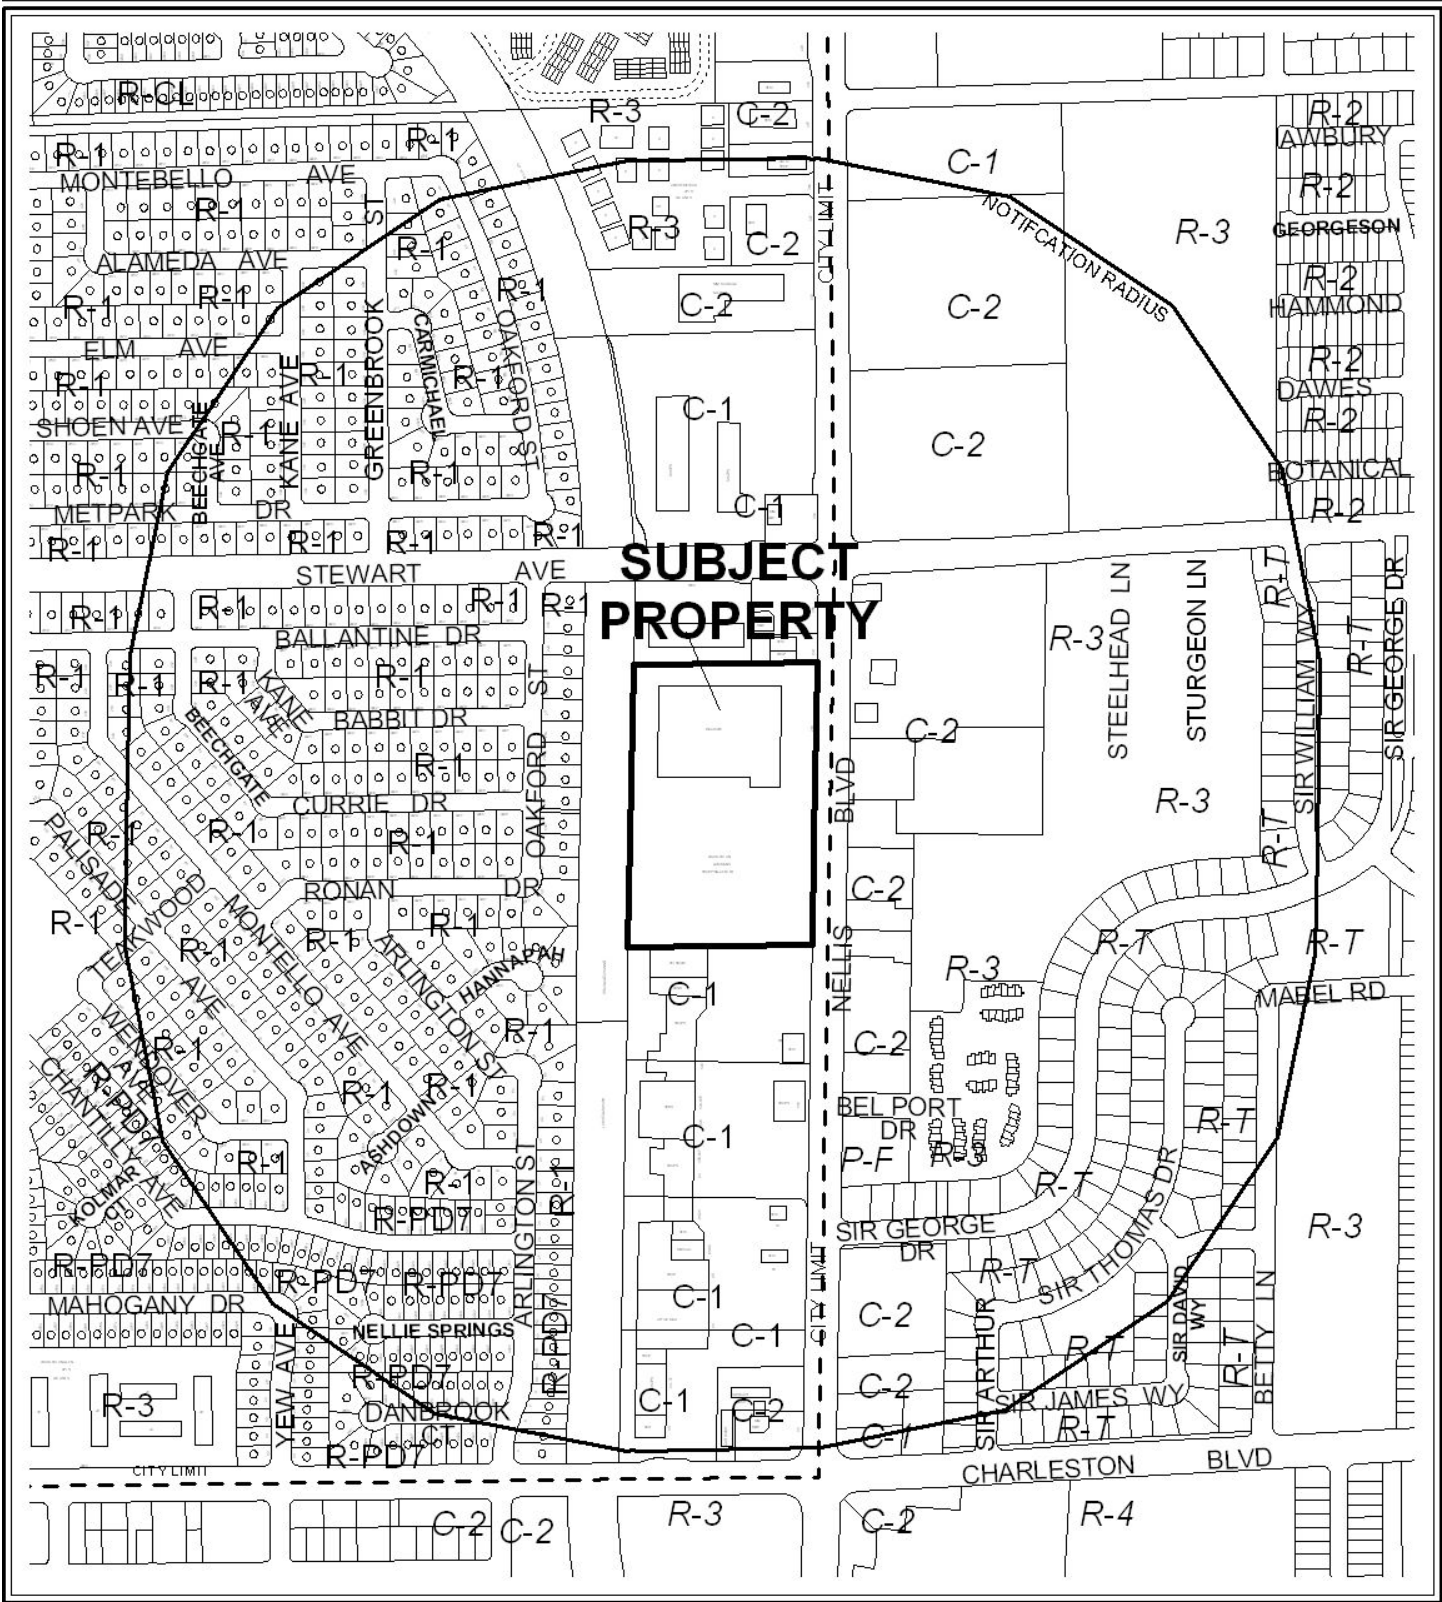 R-CL
R-3
C-2
R-2
R-1
R-1
AWBURY
C-1
MONTEBELLO AVE
R-2
R-1
ST
CITY LIMIT
NOTIFCATION RADIUS
R-3
R-3
GEORGESON
R-1
C-2
ALAMEDA AVE
R-2
R-1
R-1
R-1
C-2
C-2
HAMMOND
ELM AVE
GREENBROOK
CARMICHAEL
OAKFORD ST
R-2
R-1
KANE AVE
R-1
R-1
DAWES
C-1
R-2
SHOEN AVE
BEECHGATE AVE
R-1
C-2
R-1
R-1
BOTANICAL
METPARK DR
C-1
R-2
R-1
R-1
R-1
R-1
STEWART AVE
SUBJECT
PROPERTY
STEELHEAD LN
STURGEON LN
R-T
SIR WILLIAM WY
R-T
SIR GEORGE DR
R-1
R-1
R-1
R-1
BALLANTINE DR
R-3
R-1
R-1
R-1
R-1
KANE AVE
BEECHGATE
BABBIT DR
OAKFORD ST
C-2
R-1
NELLIS BLVD
R-3
CURRIE DR
R-1
R-1
R-1
R-T
PALISADE
TEAKWOOD AVE
MONTELLO AVE
RONAN DR
C-2
R-1
R-1
R-1
R-1
ARLINGTON ST
HANNAPAH
R-T
R-T
R-3
C-1
MABEL RD
R-1
R-1
C-2
WENDOVER AVE
CHANTILLY AVE
R-PD
R-1
R-1
ASHDOWN
BEL PORT
DR
C-1
P-F
R-3
R-T
R-1
R-1
R-T
KOLMAR CT
R-PD7
ARLINGTON ST
R-1
SIR GEORGE
DR
SIR THOMAS DR
R-3
R-PD7
R-PD7
R-PD7
R-T
CITY LIMIT
MAHOGANY DR
C-1
C-2
SIR DAVID WY
BETTY LN
NELLIE SPRINGS
R-PD7
C-1
SIR ARTHUR
R-T
R-T
YEW AVE
R-PD7
R-3
C-1
C-2
C-2
SIR JAMES WY
DANBROOK
CT
C-1
R-T
R-PD7
CITY LIMIT
CHARLESTON BLVD
C-2
C-2
R-3
C-2
R-4